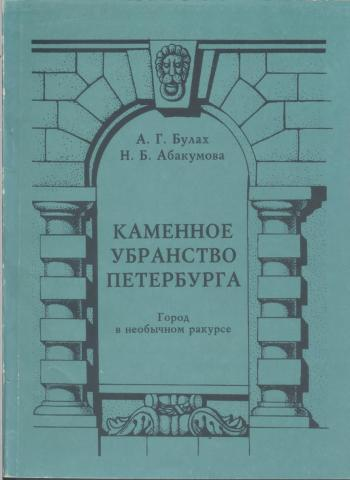 А. Г. Булах
Н. Б. Абакумова
КАМЕННОЕ
УБРАНСТВО
ПЕТЕРБУРГА
Город
в необычном ракурсе